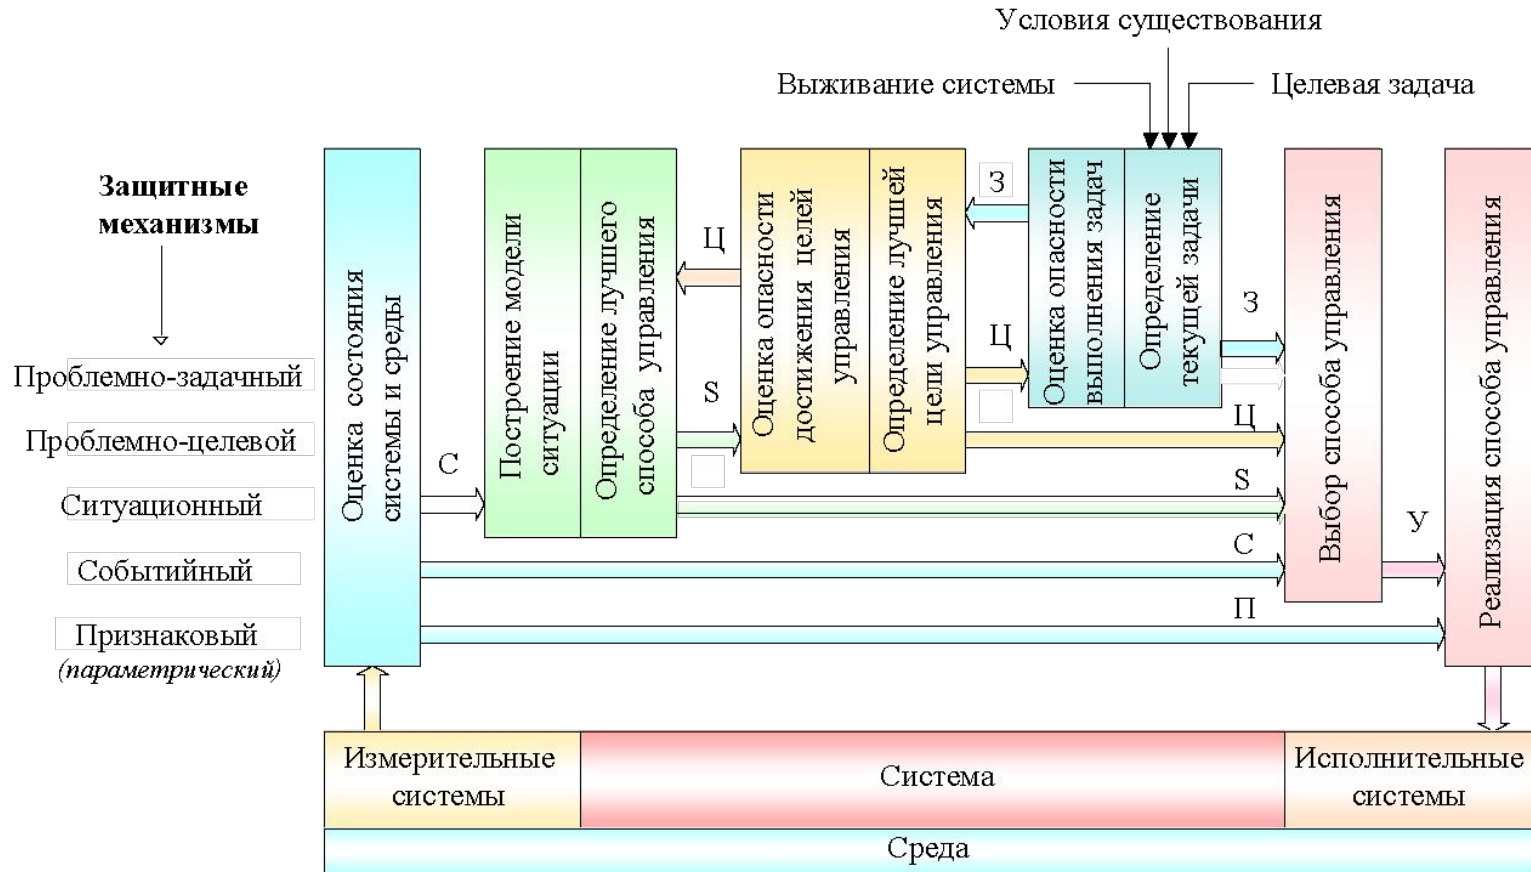 Условия существования
Выживание системы
Целевая задача
Защитные
механизмы
Проблемно-задачный
Проблемно-целевой
Ситуационный
Событийный
Признаковый
(параметрический)
Оценка состояния
системы и среды
С
Построение модели
ситуации
Определение лучшего
способа управления
Ц
S
Оценка опасности
достижения целей
управления
Определение лучшей
цели управления
З
Ц
Оценка опасности
выполнения задач
Определение
текущей задачи
З
Ц
S
С
П
Выбор способа управления
У
Реализация способа управления
Измерительные
системы
Система
Исполнительные
системы
Среда